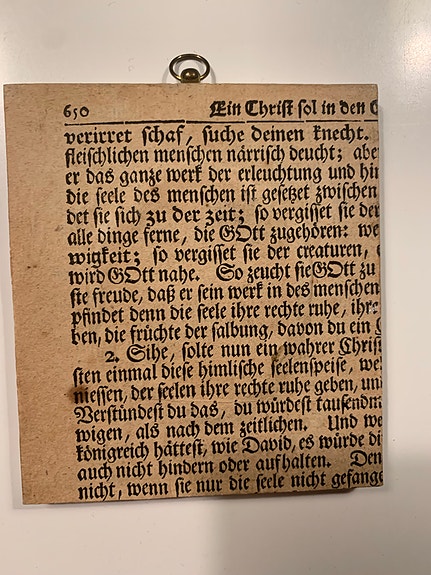 650 Ein Christ sol in den
verirret schaf, suche deinen knecht.
fleischlichen menschen närrisch deucht; abe
er das ganze werk der erleuchtung und hin
die seele des menschen ist gesetzet zwischen
det sie sich zu der zeit; so vergisset sie der
alle dinge ferne, die GOtt zugehören: we
wigkeit; so vergisset sie der creaturen,
wird GOtt nahe. So zeucht sie GOtt zu
ste freude, daß er sein werk in des menschen
pfindet denn die seele ihre rechte ruhe, ihre
ben, die früchte der salbung, davon du ein
2. Sihe, solte nun ein wahrer Christ
sten einmal diese himlische seelenspeise, we
niessen, der seelen ihre rechte ruhe geben, un
Verstündest du das, du würdest tausendm
wigen, als nach dem zeitlichen. Und we
königreich hättest, wie David, es würde di
auch nicht hindern oder aufhalten. Den
nicht, wenn sie nur die seele nicht gefange